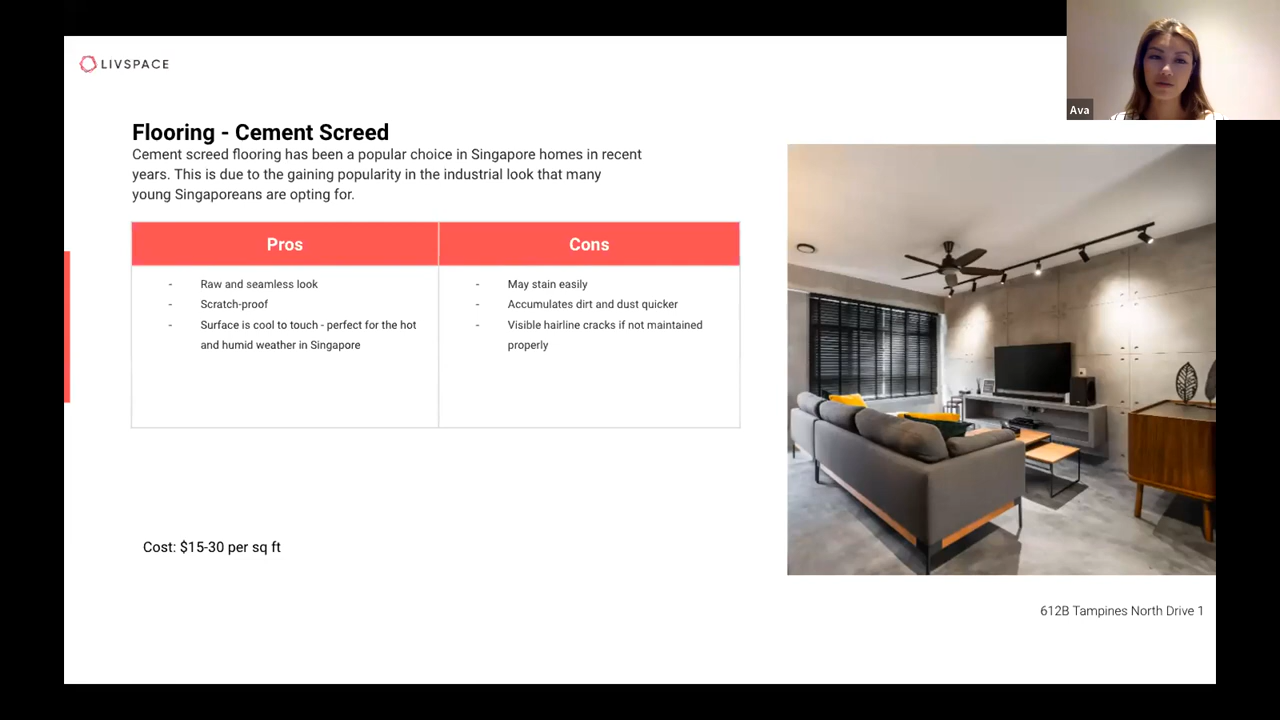 LIVSPACE
Ava
Flooring - Cement Screed
Cement screed flooring has been a popular choice in Singapore homes in recent
years. This is due to the gaining popularity in the industrial look that many
young Singaporeans are opting for.
Pros
Cons
- Raw and seamless look
- Scratch-proof
- Surface is cool to touch - perfect for the hot
and humid weather in Singapore
- May stain easily
- Accumulates dirt and dust quicker
- Visible hairline cracks if not maintained
properly
Cost: $15-30 per sq ft
612B Tampines North Drive 1